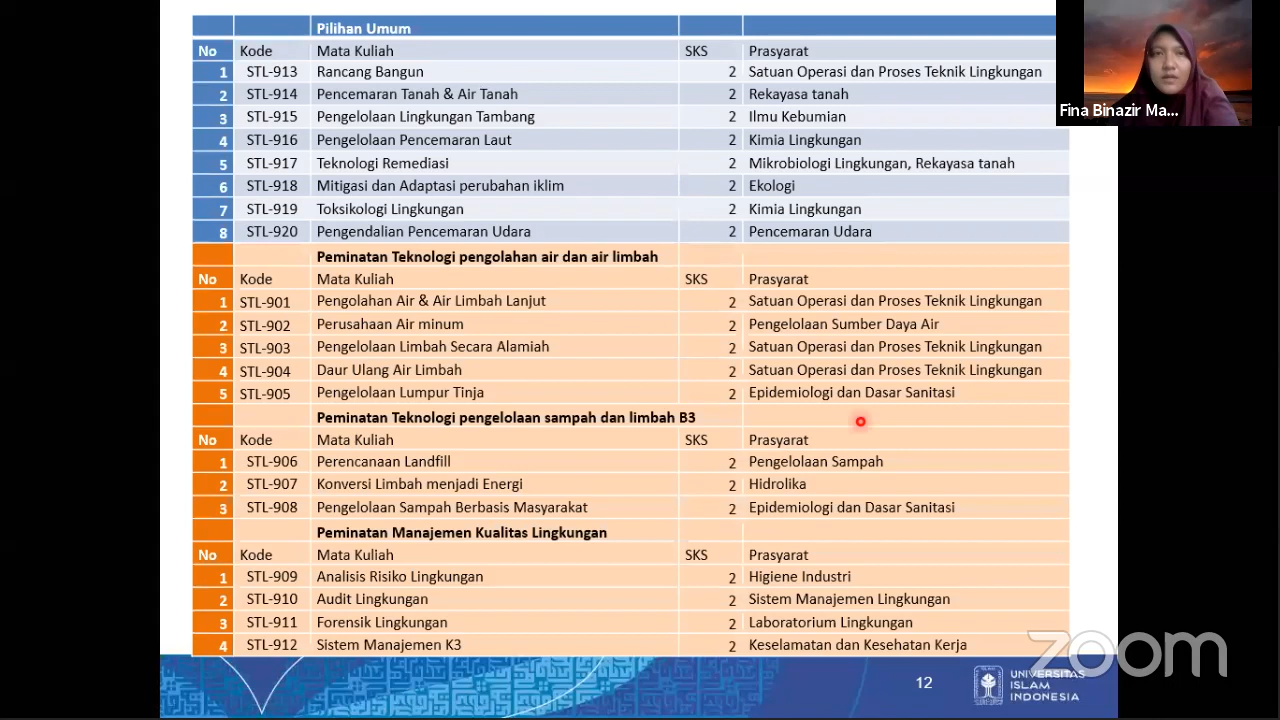 Pilihan Umum
No Kode Mata Kuliah SKS Prasyarat
1 STL-913 Rancang Bangun 2 Satuan Operasi dan Proses Teknik Lingkungan
2 STL-914 Pencemaran Tanah & Air Tanah 2 Rekayasa tanah
3 STL-915 Pengelolaan Lingkungan Tambang 2 Ilmu Kebumian
4 STL-916 Pengelolaan Pencemaran Laut 2 Kimia Lingkungan
5 STL-917 Teknologi Remediasi 2 Mikrobiologi Lingkungan, Rekayasa tanah
6 STL-918 Mitigasi dan Adaptasi perubahan iklim 2 Ekologi
7 STL-919 Toksikologi Lingkungan 2 Kimia Lingkungan
8 STL-920 Pengendalian Pencemaran Udara 2 Pencemaran Udara
Peminatan Teknologi pengolahan air dan air limbah
No Kode Mata Kuliah SKS Prasyarat
1 STL-901 Pengolahan Air & Air Limbah Lanjut 2 Satuan Operasi dan Proses Teknik Lingkungan
2 STL-902 Perusahaan Air minum 2 Pengelolaan Sumber Daya Air
3 STL-903 Pengelolaan Limbah Secara Alamiah 2 Satuan Operasi dan Proses Teknik Lingkungan
4 STL-904 Daur Ulang Air Limbah 2 Satuan Operasi dan Proses Teknik Lingkungan
5 STL-905 Pengelolaan Lumpur Tinja 2 Epidemiologi dan Dasar Sanitasi
Peminatan Teknologi pengelolaan sampah dan limbah B3
No Kode Mata Kuliah SKS Prasyarat
1 STL-906 Perencanaan Landfill 2 Pengelolaan Sampah
2 STL-907 Konversi Limbah menjadi Energi 2 Hidrolika
3 STL-908 Pengelolaan Sampah Berbasis Masyarakat 2 Epidemiologi dan Dasar Sanitasi
Peminatan Manajemen Kualitas Lingkungan
No Kode Mata Kuliah SKS Prasyarat
1 STL-909 Analisis Risiko Lingkungan 2 Higiene Industri
2 STL-910 Audit Lingkungan 2 Sistem Manajemen Lingkungan
3 STL-911 Forensik Lingkungan 2 Laboratorium Lingkungan
4 STL-912 Sistem Manajemen K3 2 Keselamatan dan Kesehatan Kerja
Fina Binazir Ma...
zoom
12
UNIVERSITAS
ISLAM
INDONESIA